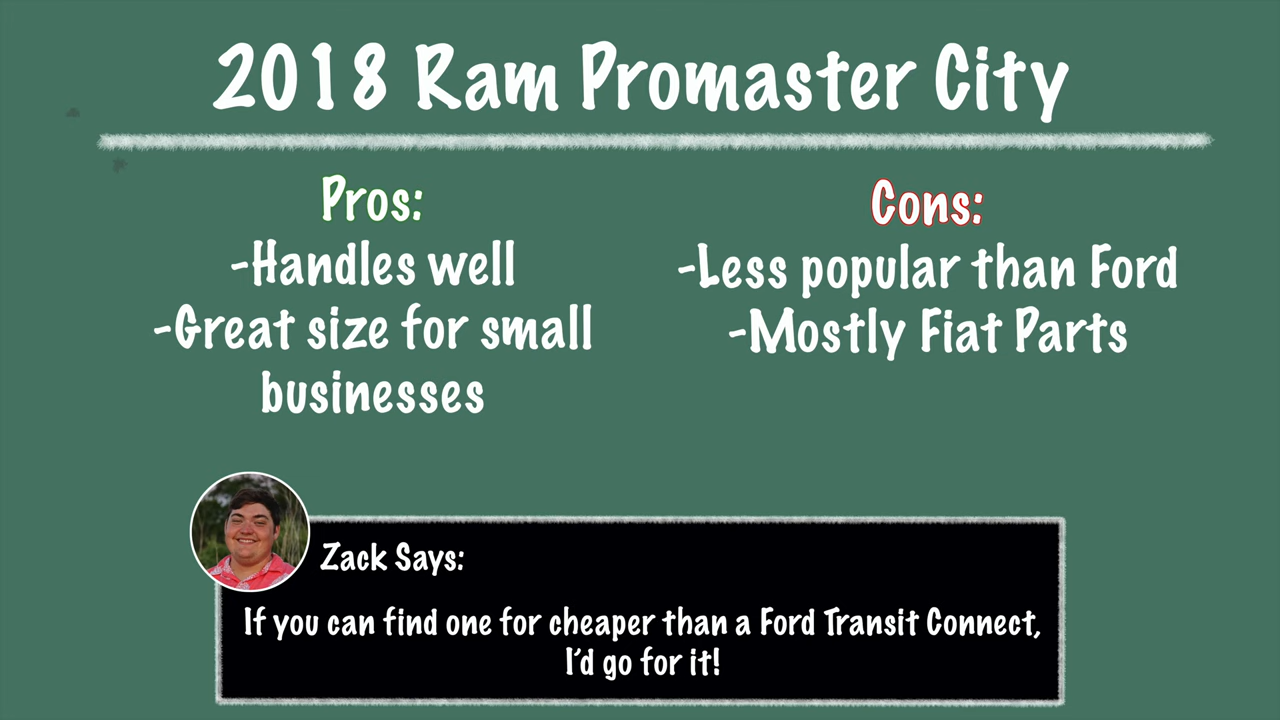 2018 Ram Promaster City
Pros:
-Handles well
-Great size for small
businesses
Cons:
-Less popular than Ford
-Mostly Fiat Parts
Zack Says:
If you can find one for cheaper than a Ford Transit Connect,
I'd go for it!